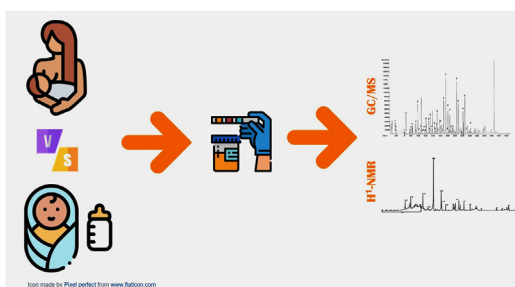 V
S
GC/MS
H¹-NMR
Icon made by Pixel perfect from www.flaticon.com